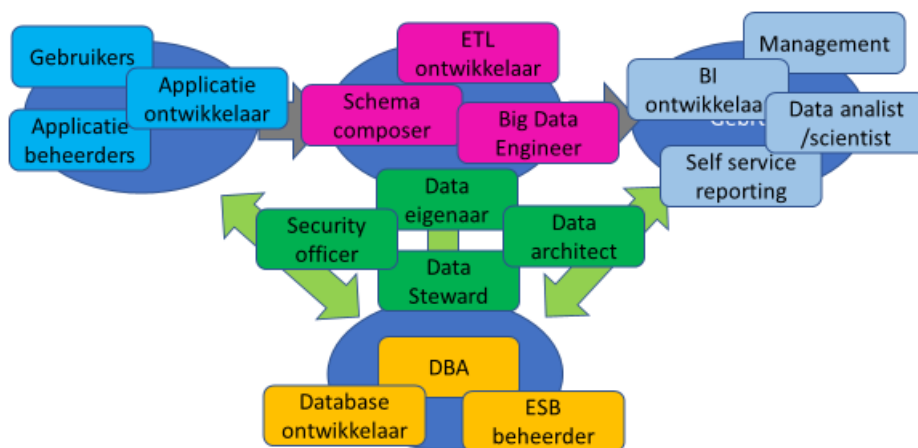 Gebruikers
Applicatie
ontwikkelaar
Applicatie
beheerders
ETL
ontwikkelaar
Schema
composer
Big Data
Engineer
Management
BI
ontwikkelaar
Data analist
/scientist
Self service
reporting
Data
eigenaar
Security
officer
Data
architect
Data
Steward
DBA
Database
ontwikkelaar
ESB
beheerder